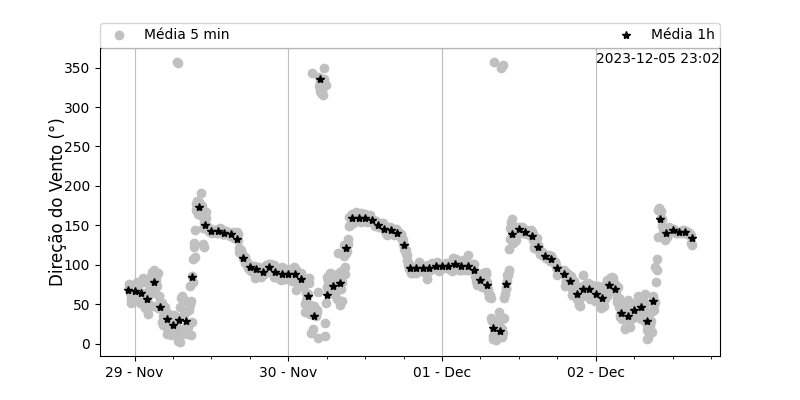 Média 5 min
Média 1h
2023-12-05 23:02
Direção do Vento (°)
350
300
250
200
150
100
50
0
29 - Nov
30 - Nov
01 - Dec
02 - Dec